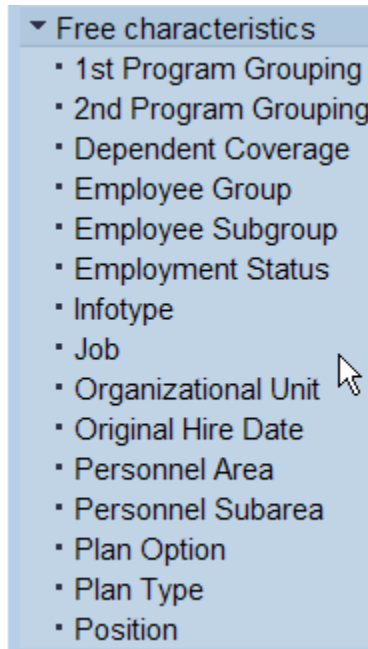 Free characteristics
1st Program Grouping
2nd Program Grouping
Dependent Coverage
Employee Group
Employee Subgroup
Employment Status
Infotype
Job
Organizational Unit
Original Hire Date
Personnel Area
Personnel Subarea
Plan Option
Plan Type
Position